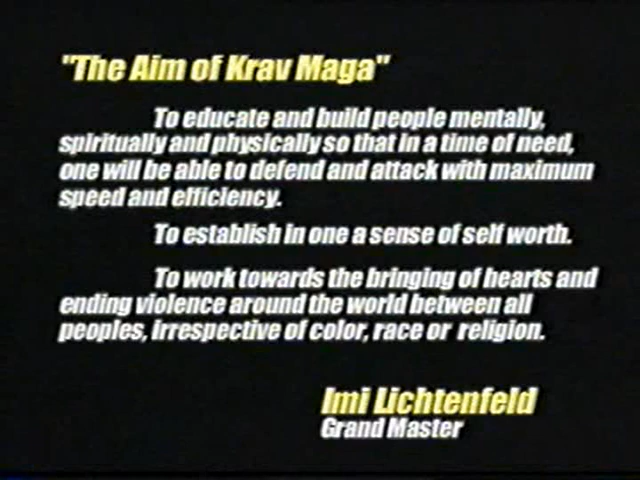 "The Aim of Krav Maga"
To educate and build people mentally,
spiritually and physically so that in a time of need,
one will be able to defend and attack with maximum
speed and efficiency.
To establish in one a sense of self worth.
To work towards the bringing of hearts and
ending violence around the world between all
peoples, irrespective of color, race or religion.
Imi Lichtenfeld
Grand Master